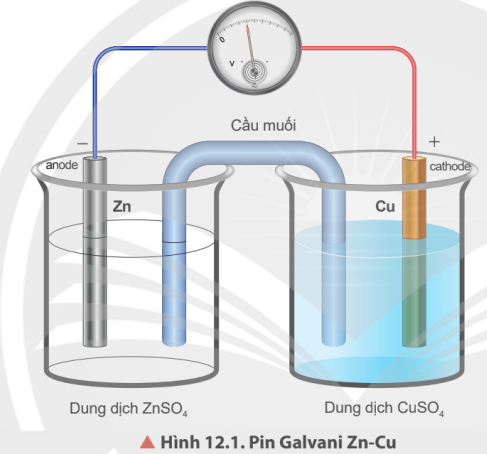 0
V
Cầu muối
−
+
anode
cathode
Zn
Cu
Dung dịch ZnSO₄
Dung dịch CuSO₄
▲ Hình 12.1. Pin Galvani Zn-Cu